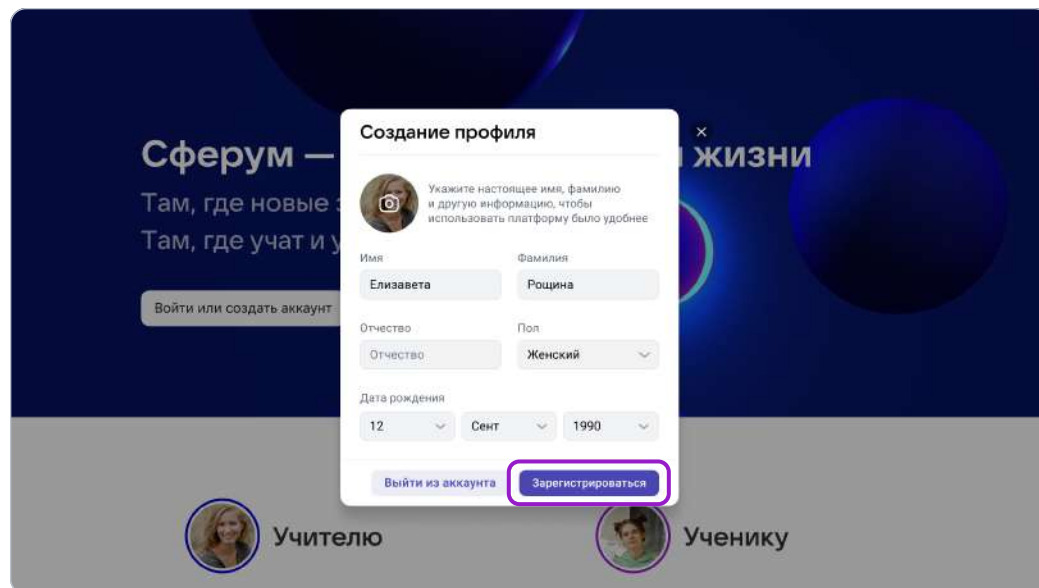 Создание профиля
Сферум —
жизни
Укажите настоящее имя, фамилию
и другую информацию, чтобы
использовать платформу было удобнее
Там, где новые
Там, где учат и у
Имя
Фамилия
Елизавета
Рощина
Войти или создать аккаунт
Отчество
Пол
Отчество
Женский
Дата рождения
12
Сент
1990
Выйти из аккаунта
Зарегистрироваться
Учителю
Ученику